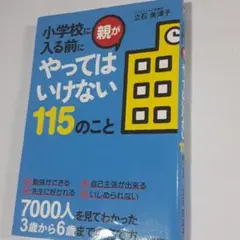 小学校に
入る前に
親が
やっては
いけない
115のこと
立石 美津子
勉強ができる
自己主張が出来る
先生に好かれる
いじめられない
7000人を見てわかった
3歳から6歳まで